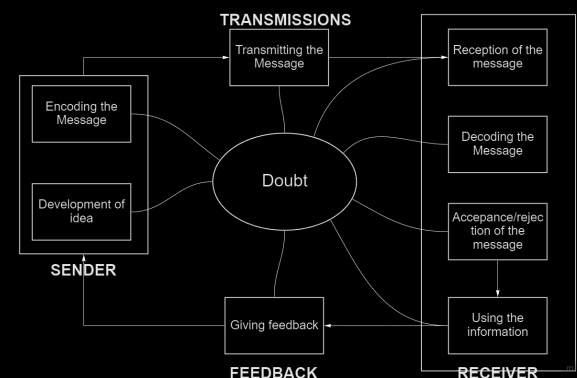 TRANSMISSIONS
Transmitting the
Message
Reception of the
message
Encoding the
Message
Decoding the
Message
Doubt
Development of
idea
Accepance/rejec
tion of the
message
SENDER
Giving feedback
Using the
information
FEEDBACK
RECEIVER